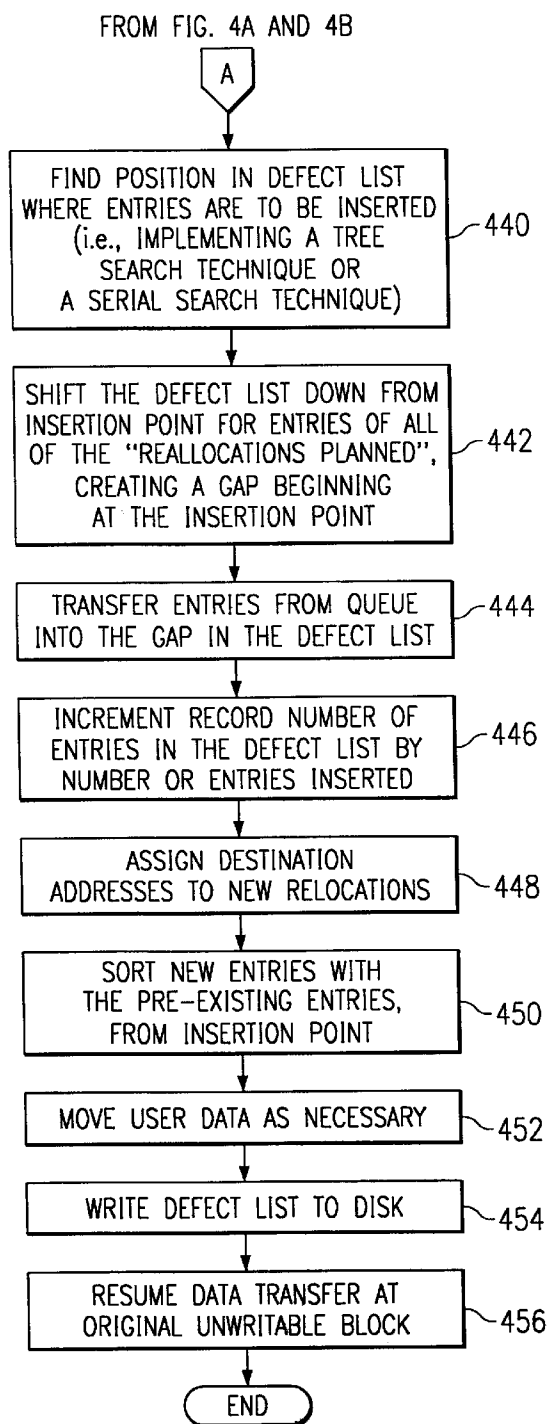 FROM FIG. 4A AND 4B
A
FIND POSITION IN DEFECT LIST
WHERE ENTRIES ARE TO BE INSERTED
(i.e., IMPLEMENTING A TREE
SEARCH TECHNIQUE OR
A SERIAL SEARCH TECHNIQUE)
440
SHIFT THE DEFECT LIST DOWN FROM
INSERTION POINT FOR ENTRIES OF ALL
OF THE "REALLOCATIONS PLANNED",
CREATING A GAP BEGINNING
AT THE INSERTION POINT
442
TRANSFER ENTRIES FROM QUEUE
INTO THE GAP IN THE DEFECT LIST
444
INCREMENT RECORD NUMBER OF
ENTRIES IN THE DEFECT LIST BY
NUMBER OR ENTRIES INSERTED
446
ASSIGN DESTINATION
ADDRESSES TO NEW RELOCATIONS
448
SORT NEW ENTRIES WITH
THE PRE-EXISTING ENTRIES,
FROM INSERTION POINT
450
MOVE USER DATA AS NECESSARY
452
WRITE DEFECT LIST TO DISK
454
RESUME DATA TRANSFER AT
ORIGINAL UNWRITABLE BLOCK
456
END